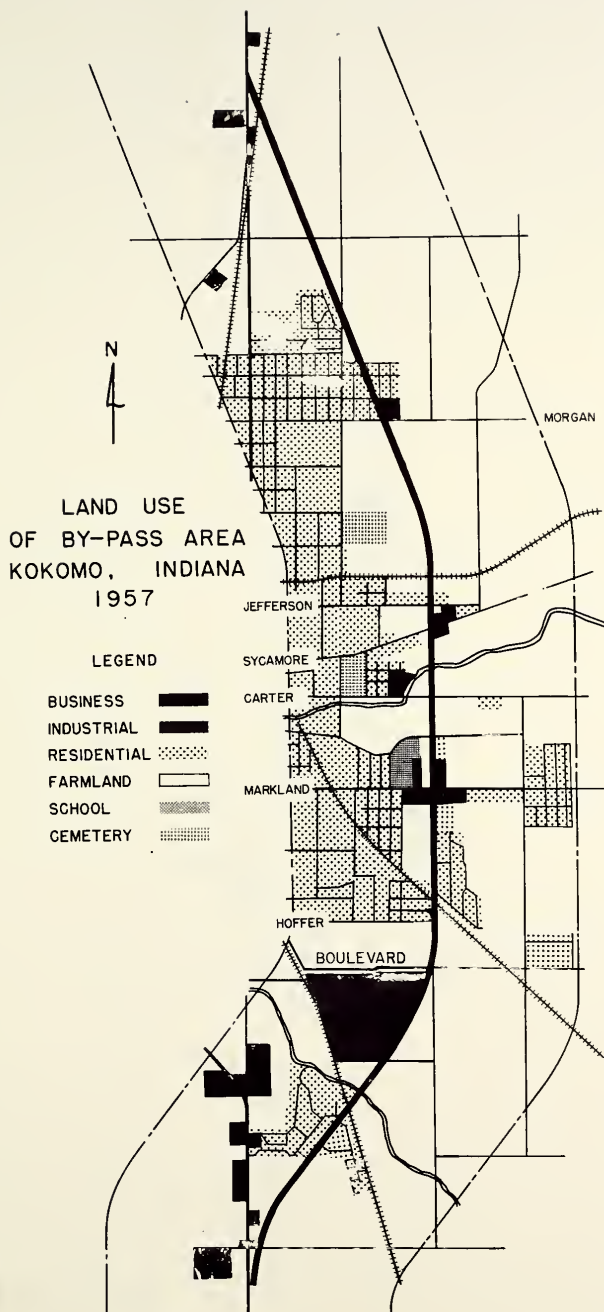 N
MORGAN
LAND USE
OF BY-PASS AREA
KOKOMO, INDIANA
1957
JEFFERSON
LEGEND
SYCAMORE
BUSINESS
CARTER
INDUSTRIAL
RESIDENTIAL
FARMLAND
MARKLAND
SCHOOL
CEMETERY
HOFFER
BOULEVARD